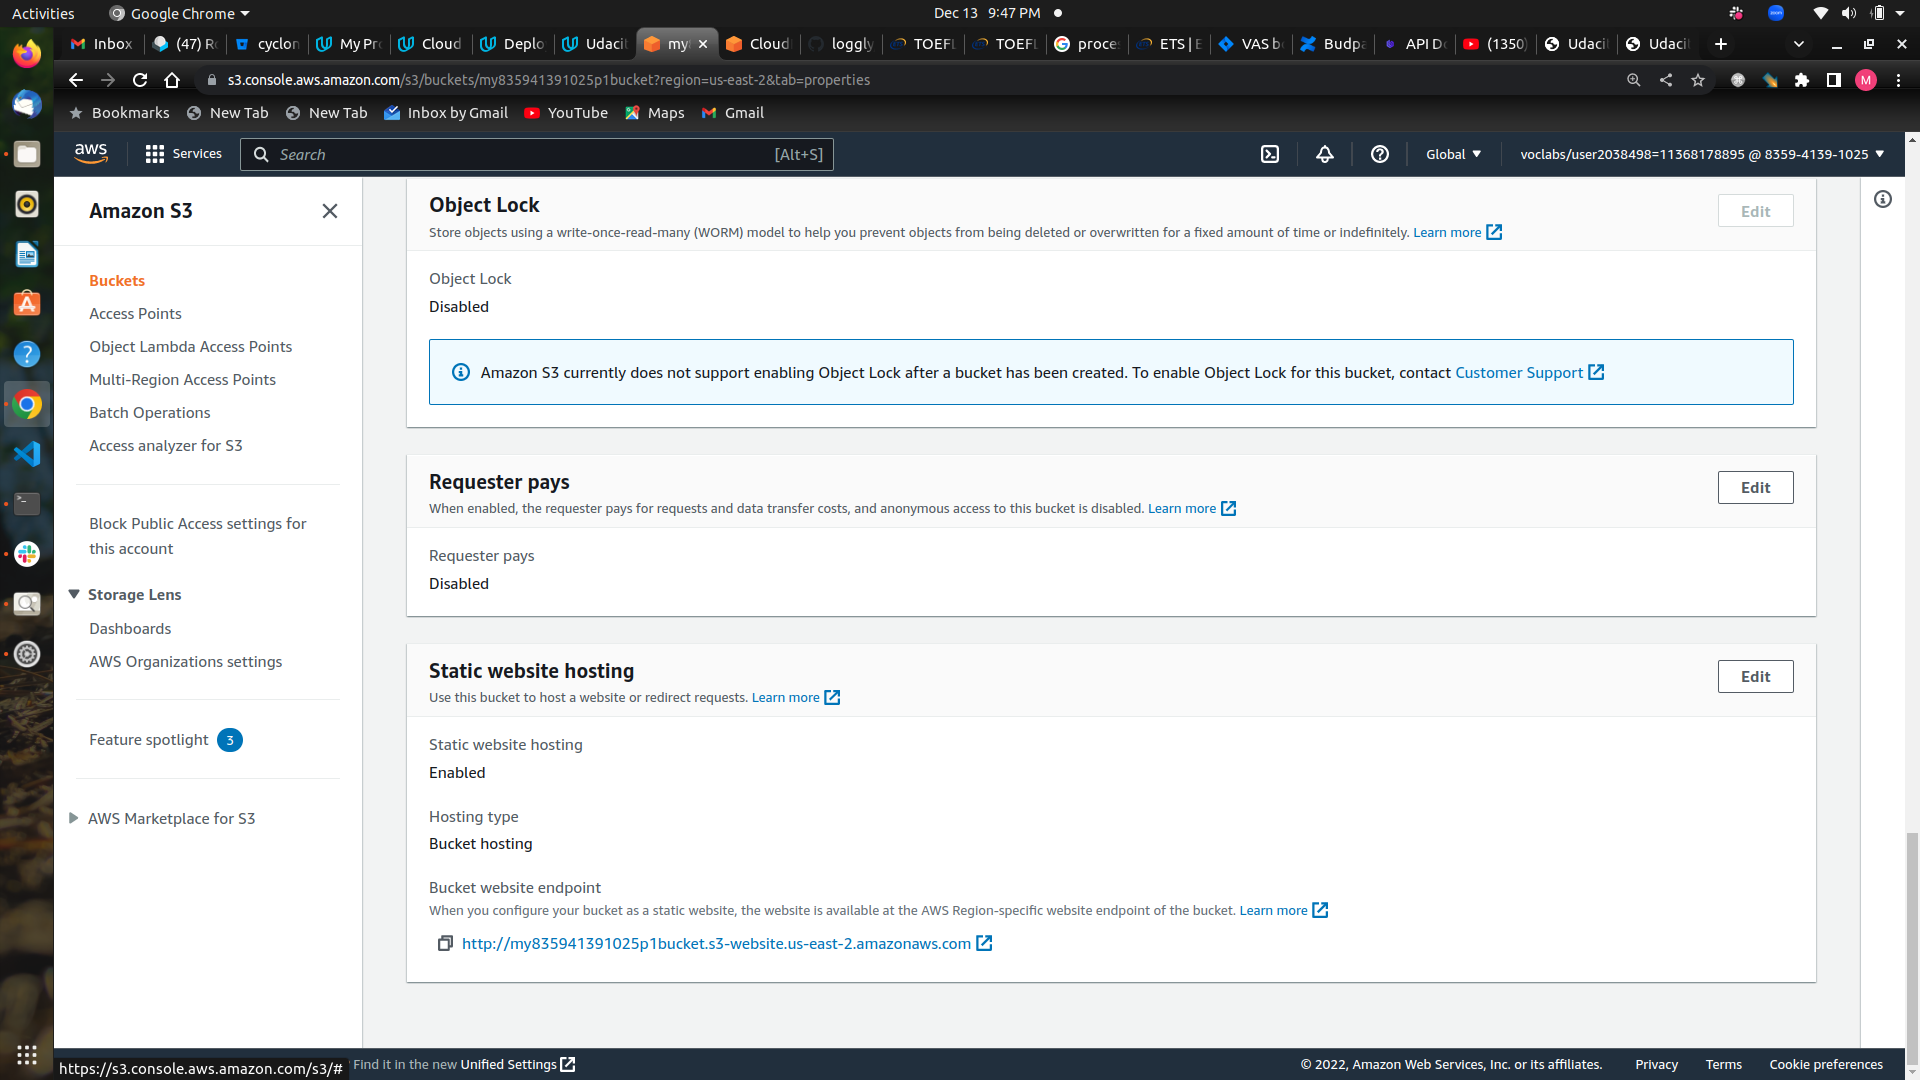 Activities
Google Chrome
Dec 13 9:47 PM
Inbox
(47) Ro
cyclon
My Pro
Cloud
Deplo
Udacit
my
Cloud
loggly
TOEFL
TOEFL
proces
ETS | E
VAS bo
Budpa
API Do
(1350)
Udacit
Udacit
s3.console.aws.amazon.com/s3/buckets/my835941391025p1bucket?region=us-east-2&tab=properties
M
Bookmarks
New Tab
New Tab
Inbox by Gmail
YouTube
Maps
Gmail
aws
Services
Search
[Alt+S]
Global
voclabs/user2038498=11368178895 @ 8359-4139-1025
Amazon S3
Buckets
Access Points
Object Lambda Access Points
Multi-Region Access Points
Batch Operations
Access analyzer for S3
Block Public Access settings for
this account
Storage Lens
Dashboards
AWS Organizations settings
Feature spotlight 3
AWS Marketplace for S3
Object Lock
Edit
Store objects using a write-once-read-many (WORM) model to help you prevent objects from being deleted or overwritten for a fixed amount of time or indefinitely. Learn more
Object Lock
Disabled
Amazon S3 currently does not support enabling Object Lock after a bucket has been created. To enable Object Lock for this bucket, contact Customer Support
Requester pays
Edit
When enabled, the requester pays for requests and data transfer costs, and anonymous access to this bucket is disabled. Learn more
Requester pays
Disabled
Static website hosting
Edit
Use this bucket to host a website or redirect requests. Learn more
Static website hosting
Enabled
Hosting type
Bucket hosting
Bucket website endpoint
When you configure your bucket as a static website, the website is available at the AWS Region-specific website endpoint of the bucket. Learn more
http://my835941391025p1bucket.s3-website.us-east-2.amazonaws.com
https://s3.console.aws.amazon.com/s3/#
Find it in the new Unified Settings
© 2022, Amazon Web Services, Inc. or its affiliates.
Privacy
Terms
Cookie preferences